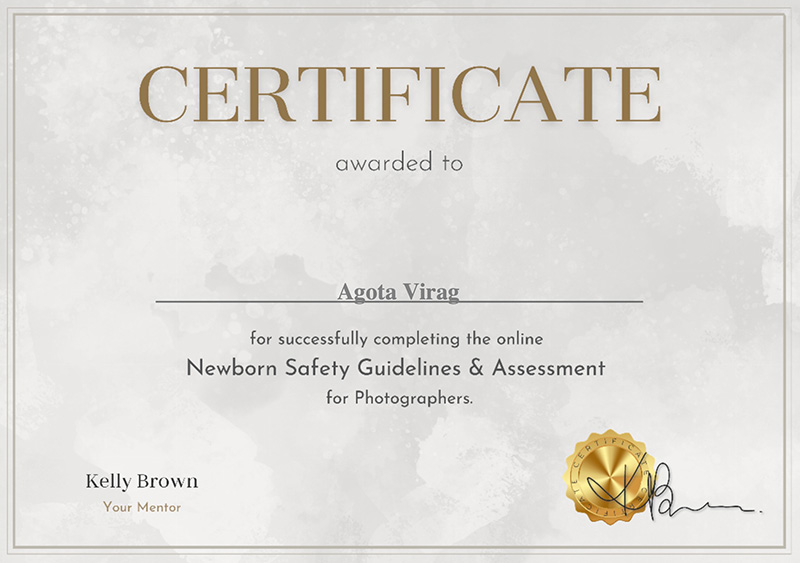 CERTIFICATE
awarded to
Agota Virag
for successfully completing the online
Newborn Safety Guidelines & Assessment
for Photographers.
Kelly Brown
Your Mentor
CERTIFICATE
CERTIFICATE